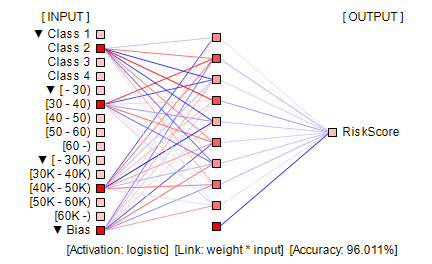 [ INPUT ]
[ OUTPUT ]
▼ Class 1
Class 2
Class 3
Class 4
▼ [ - 30)
[30 - 40)
[40 - 50)
[50 - 60)
[60 -)
▼ [ - 30K)
[30K - 40K)
[40K - 50K)
[50K - 60K)
[60K -)
▼ Bias
RiskScore
[Activation: logistic] [Link: weight * input] [Accuracy: 96.011%]